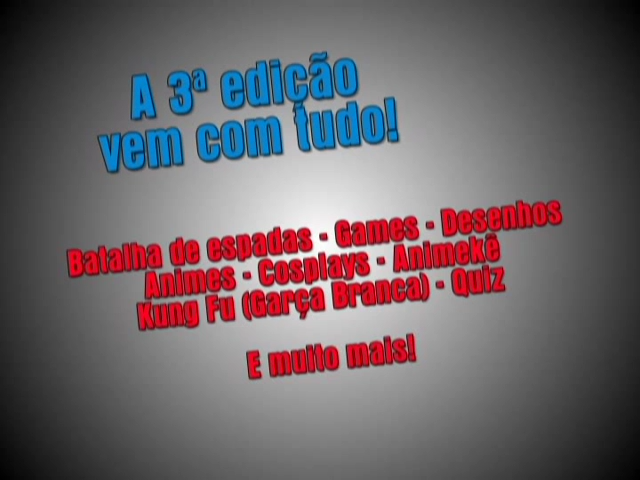 A 3ª edição
vem com tudo!
Batalha de espadas - Games - Desenhos
Animes - Cosplays - Animekê
Kung Fu (Garça Branca) - Quiz
E muito mais!